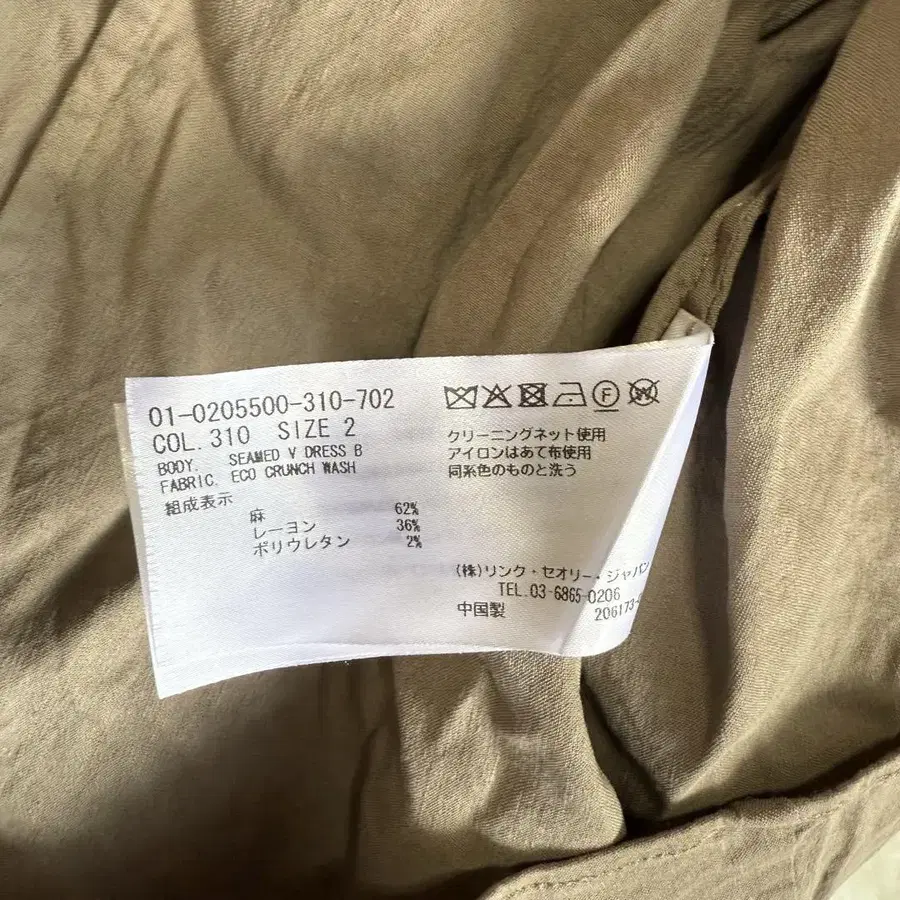 01-0205500-310-702
COL. 310 SIZE 2
BODY. SEAMED V DRESS B
FABRIC. ECO CRUNCH WASH
組成表示
麻 62%
レーヨン 36%
ポリウレタン 2%
F
W
クリーニングネット使用
アイロンはあて布使用
同系色のものと洗う
(株)リンク・セオリー・ジャパン
TEL.03-6865-0206
中国製 206173-